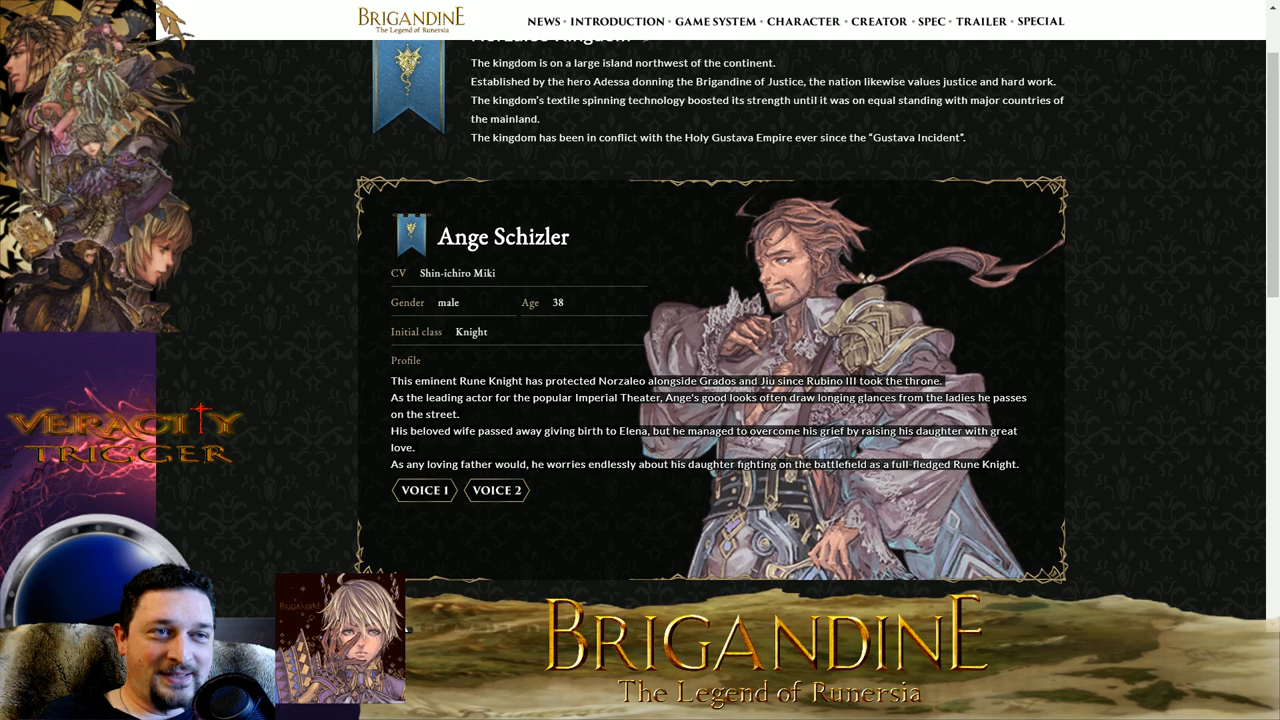 BRIGANDINE
The Legend of Runersia
NEWS • INTRODUCTION • GAME SYSTEM • CHARACTER • CREATOR • SPEC • TRAILER • SPECIAL
The kingdom is on a large island northwest of the continent.
Established by the hero Adessa donning the Brigandine of Justice, the nation likewise values justice and hard work.
The kingdom's textile spinning technology boosted its strength until it was on equal standing with major countries of
the mainland.
The kingdom has been in conflict with the Holy Gustava Empire ever since the “Gustava Incident”.
Ange Schizler
CV Shin-ichiro Miki
Gender male Age 38
Initial class Knight
Profile
This eminent Rune Knight has protected Norzaleo alongside Grados and Jiu since Rubino III took the throne.
As the leading actor for the popular Imperial Theater, Ange's good looks often draw longing glances from the ladies he passes
on the street.
His beloved wife passed away giving birth to Elena, but he managed to overcome his grief by raising his daughter with great
love.
As any loving father would, he worries endlessly about his daughter fighting on the battlefield as a full-fledged Rune Knight.
VOICE 1 VOICE 2
VERACITY
TRIGGER
BRIGANDINE
BRIGANDINE
The Legend of Runersia